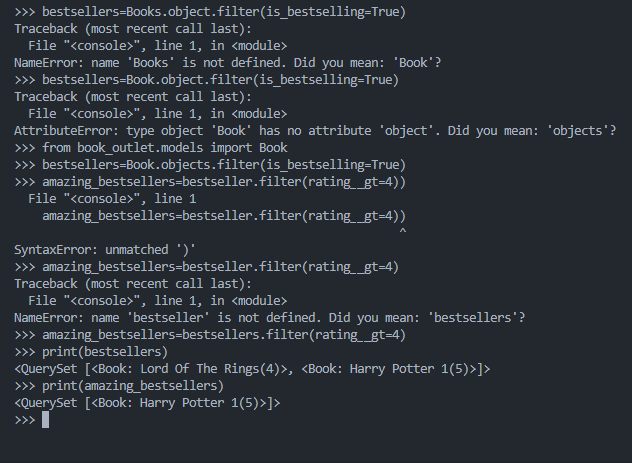 >>> bestsellers=Books.object.filter(is_bestselling=True)
Traceback (most recent call last):
  File "<console>", line 1, in <module>
NameError: name 'Books' is not defined. Did you mean: 'Book'?
>>> bestsellers=Book.object.filter(is_bestselling=True)
Traceback (most recent call last):
  File "<console>", line 1, in <module>
AttributeError: type object 'Book' has no attribute 'object'. Did you mean: 'objects'?
>>> from book_outlet.models import Book
>>> bestsellers=Book.objects.filter(is_bestselling=True)
>>> amazing_bestsellers=bestseller.filter(rating__gt=4))
  File "<console>", line 1
    amazing_bestsellers=bestseller.filter(rating__gt=4))
                                                       ^
SyntaxError: unmatched ')'
>>> amazing_bestsellers=bestseller.filter(rating__gt=4)
Traceback (most recent call last):
  File "<console>", line 1, in <module>
NameError: name 'bestseller' is not defined. Did you mean: 'bestsellers'?
>>> amazing_bestsellers=bestsellers.filter(rating__gt=4)
>>> print(bestsellers)
<QuerySet [<Book: Lord Of The Rings(4)>, <Book: Harry Potter 1(5)>]>
>>> print(amazing_bestsellers)
<QuerySet [<Book: Harry Potter 1(5)>]>
>>>